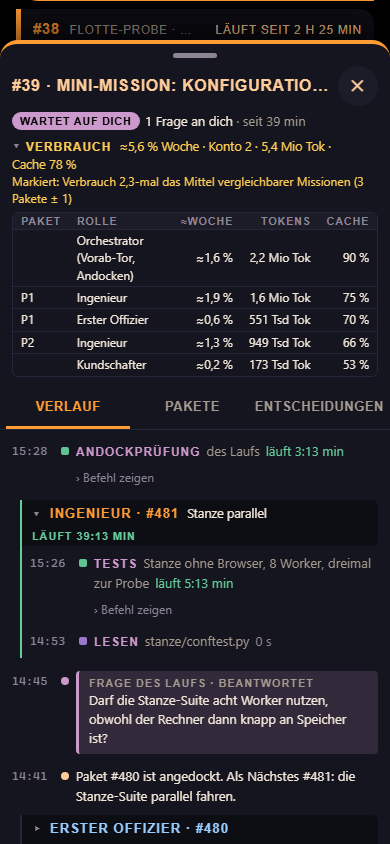 #38 FLOTTE-PROBE · ... LÄUFT SEIT 2 H 25 MIN
#39 · MINI-MISSION: KONFIGURATIO... ✕
WARTET AUF DICH 1 Frage an dich · seit 39 min
▾ VERBRAUCH ≈5,6 % Woche · Konto 2 · 5,4 Mio Tok ·
Cache 78 %
Markiert: Verbrauch 2,3-mal das Mittel vergleichbarer Missionen (3
Pakete ± 1)
PAKET ROLLE ≈WOCHE TOKENS CACHE
Orchestrator
(Vorab-Tor,
Andocken) ≈1,6 % 2,2 Mio Tok 90 %
P1 Ingenieur ≈1,9 % 1,6 Mio Tok 75 %
P1 Erster Offizier ≈0,6 % 551 Tsd Tok 70 %
P2 Ingenieur ≈1,3 % 949 Tsd Tok 66 %
Kundschafter ≈0,2 % 173 Tsd Tok 53 %
VERLAUF PAKETE ENTSCHEIDUNGEN
15:28 ANDOCKPRÜFUNG des Laufs läuft 3:13 min
› Befehl zeigen
▾ INGENIEUR · #481 Stanze parallel
LÄUFT 39:13 MIN
15:26 TESTS Stanze ohne Browser, 8 Worker, dreimal
zur Probe läuft 5:13 min
› Befehl zeigen
14:53 LESEN stanze/conftest.py 0 s
14:45 FRAGE DES LAUFS · BEANTWORTET
Darf die Stanze-Suite acht Worker nutzen,
obwohl der Rechner dann knapp an Speicher
ist?
14:41 Paket #480 ist angedockt. Als Nächstes #481: die
Stanze-Suite parallel fahren.
▸ ERSTER OFFIZIER · #480